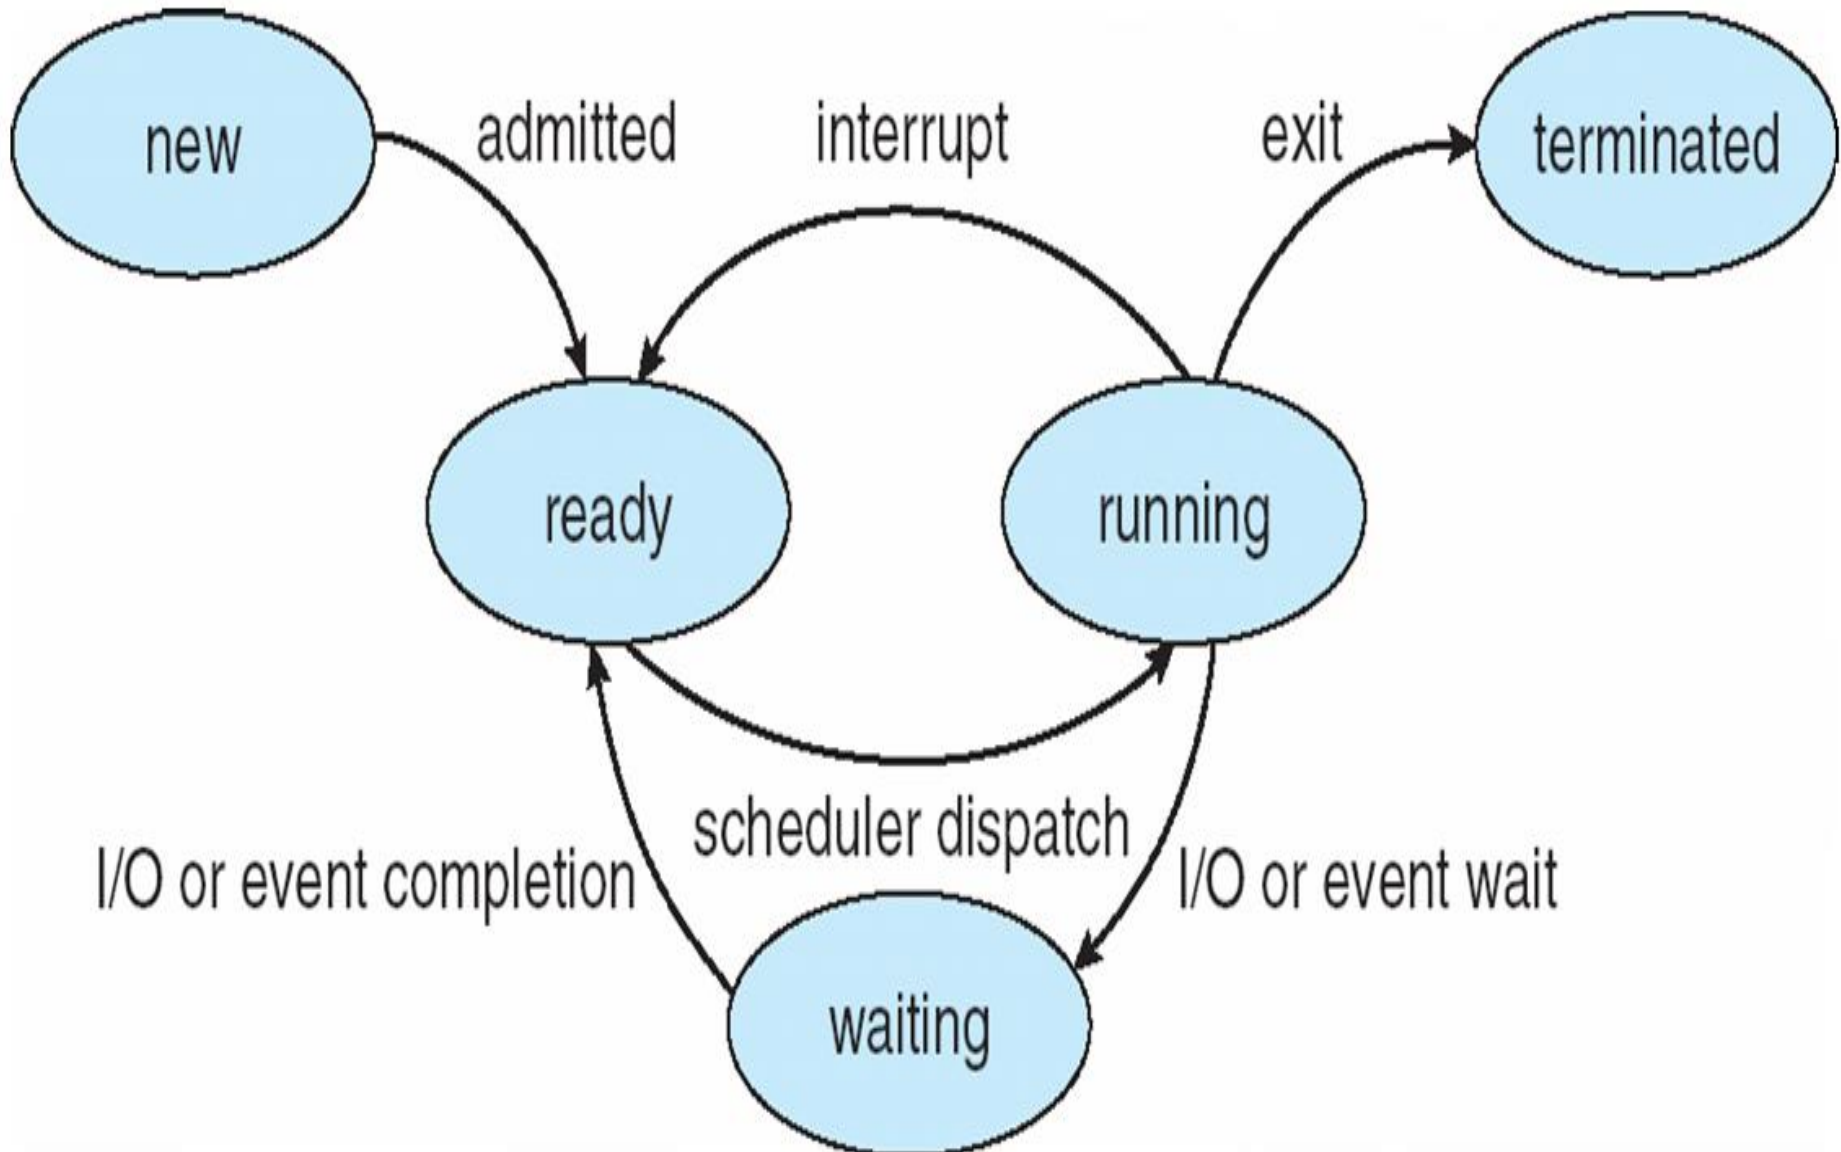 new
admitted
interrupt
exit
terminated
ready
running
scheduler dispatch
I/O or event completion
I/O or event wait
waiting